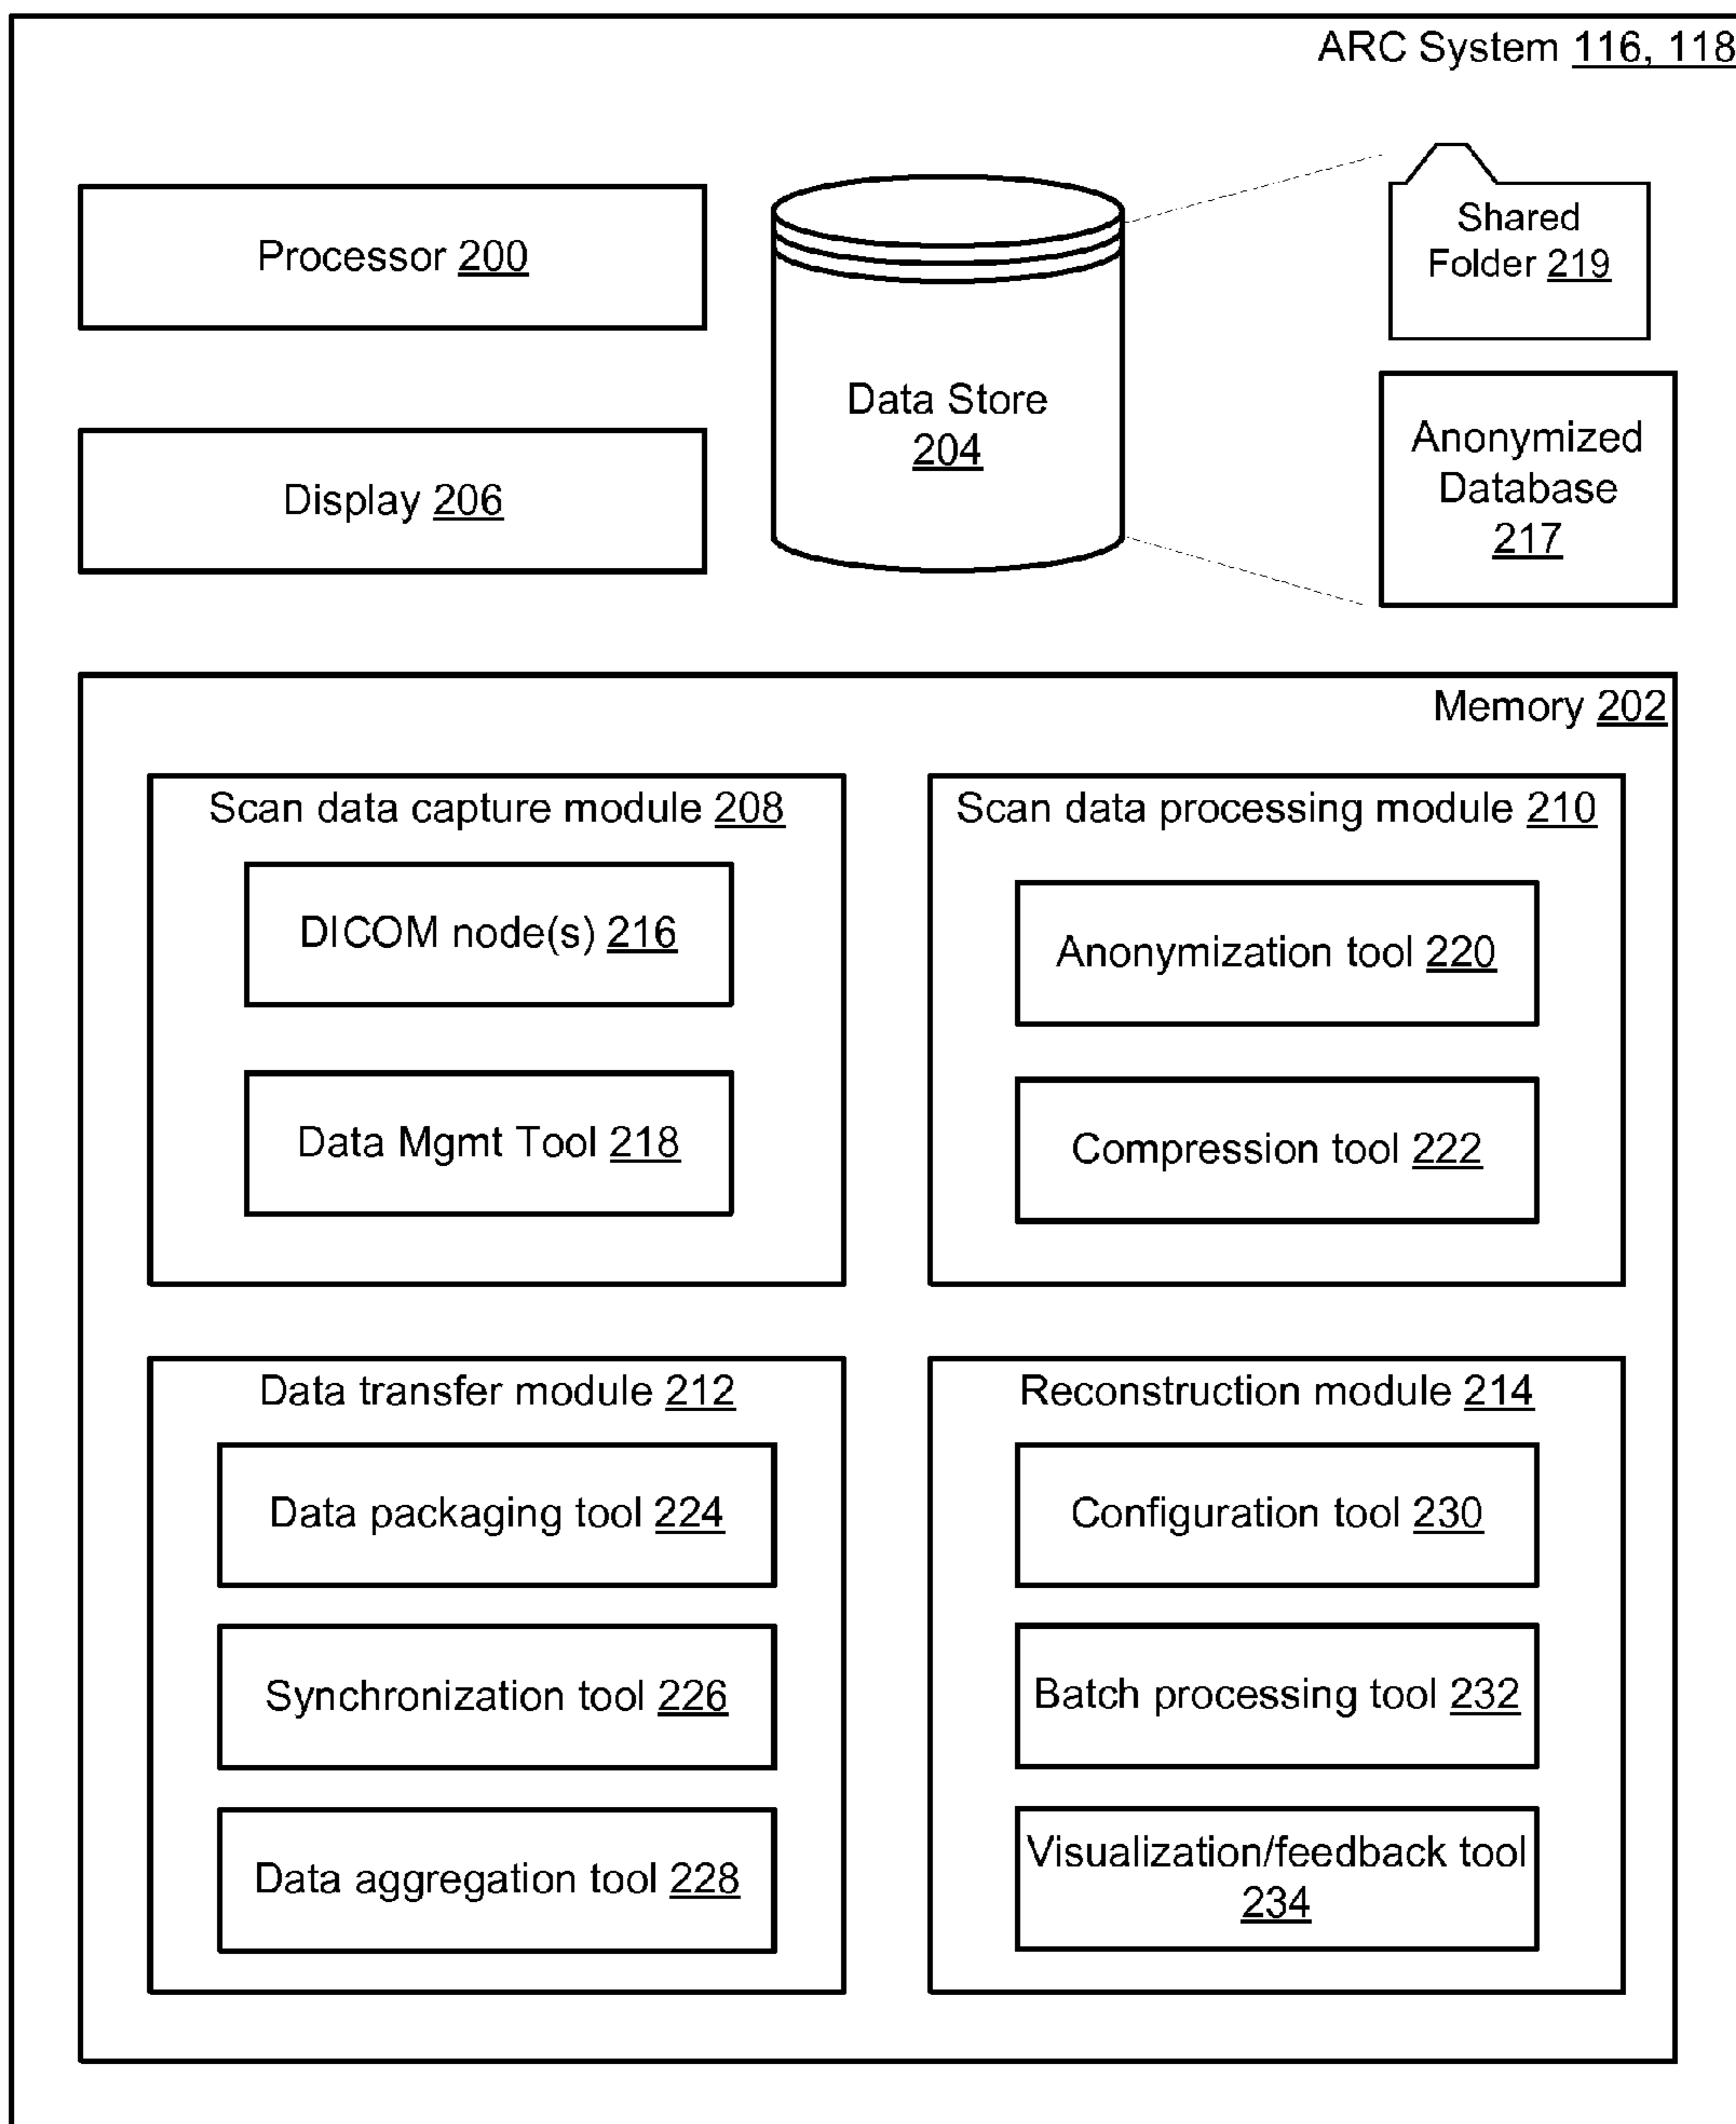 ARC System 116, 118
Processor 200
Display 206
Data Store
204
Shared
Folder 219
Anonymized
Database
217
Memory 202
Scan data capture module 208
DICOM node(s) 216
Data Mgmt Tool 218
Scan data processing module 210
Anonymization tool 220
Compression tool 222
Data transfer module 212
Data packaging tool 224
Synchronization tool 226
Data aggregation tool 228
Reconstruction module 214
Configuration tool 230
Batch processing tool 232
Visualization/feedback tool
234